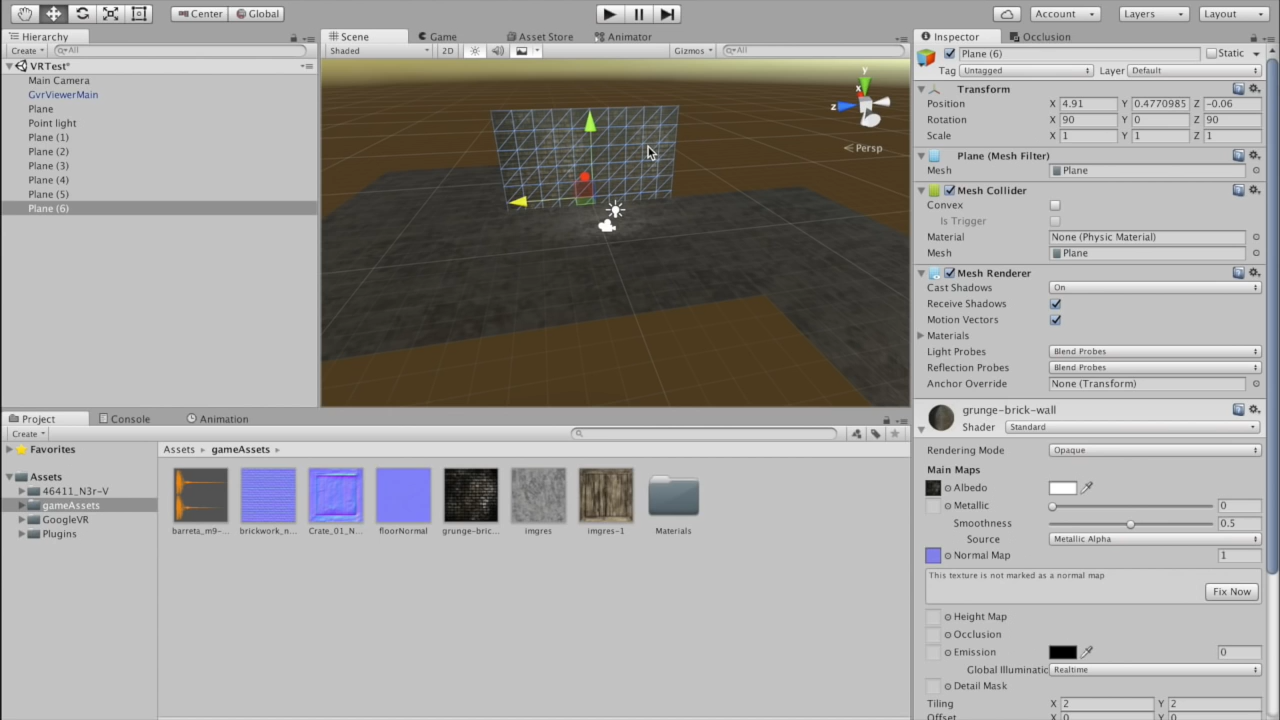 Center Global Account Layers Layout
Hierarchy
Create All
VRTest*
Main Camera
GvrViewerMain
Plane
Point light
Plane (1)
Plane (2)
Plane (3)
Plane (4)
Plane (5)
Plane (6)
Scene Game Asset Store Animator
Shaded 2D Gizmos All
y
x
z
Persp
Project Console Animation
Create
Favorites
Assets
46411_N3r-V
gameAssets
GoogleVR
Plugins
Assets gameAssets
barreta_m9-... brickwork_n... Crate_01_N... floorNormal grunge-bric... imgres imgres-1 Materials
Inspector Occlusion
Plane (6) Static
Tag Untagged Layer Default
Transform
Position X 4.91 Y 0.4770985 Z -0.06
Rotation X 90 Y 0 Z 90
Scale X 1 Y 1 Z 1
Plane (Mesh Filter)
Mesh Plane
Mesh Collider
Convex
Is Trigger
Material None (Physic Material)
Mesh Plane
Mesh Renderer
Cast Shadows On
Receive Shadows
Motion Vectors
Materials
Light Probes Blend Probes
Reflection Probes Blend Probes
Anchor Override None (Transform)
grunge-brick-wall
Shader Standard
Rendering Mode Opaque
Main Maps
Albedo
Metallic 0
Smoothness 0.5
Source Metallic Alpha
Normal Map 1
This texture is not marked as a normal map
Fix Now
Height Map
Occlusion
Emission 0
Global Illuminatic Realtime
Detail Mask
Tiling X 2 Y 2
Offset X 0 Y 0